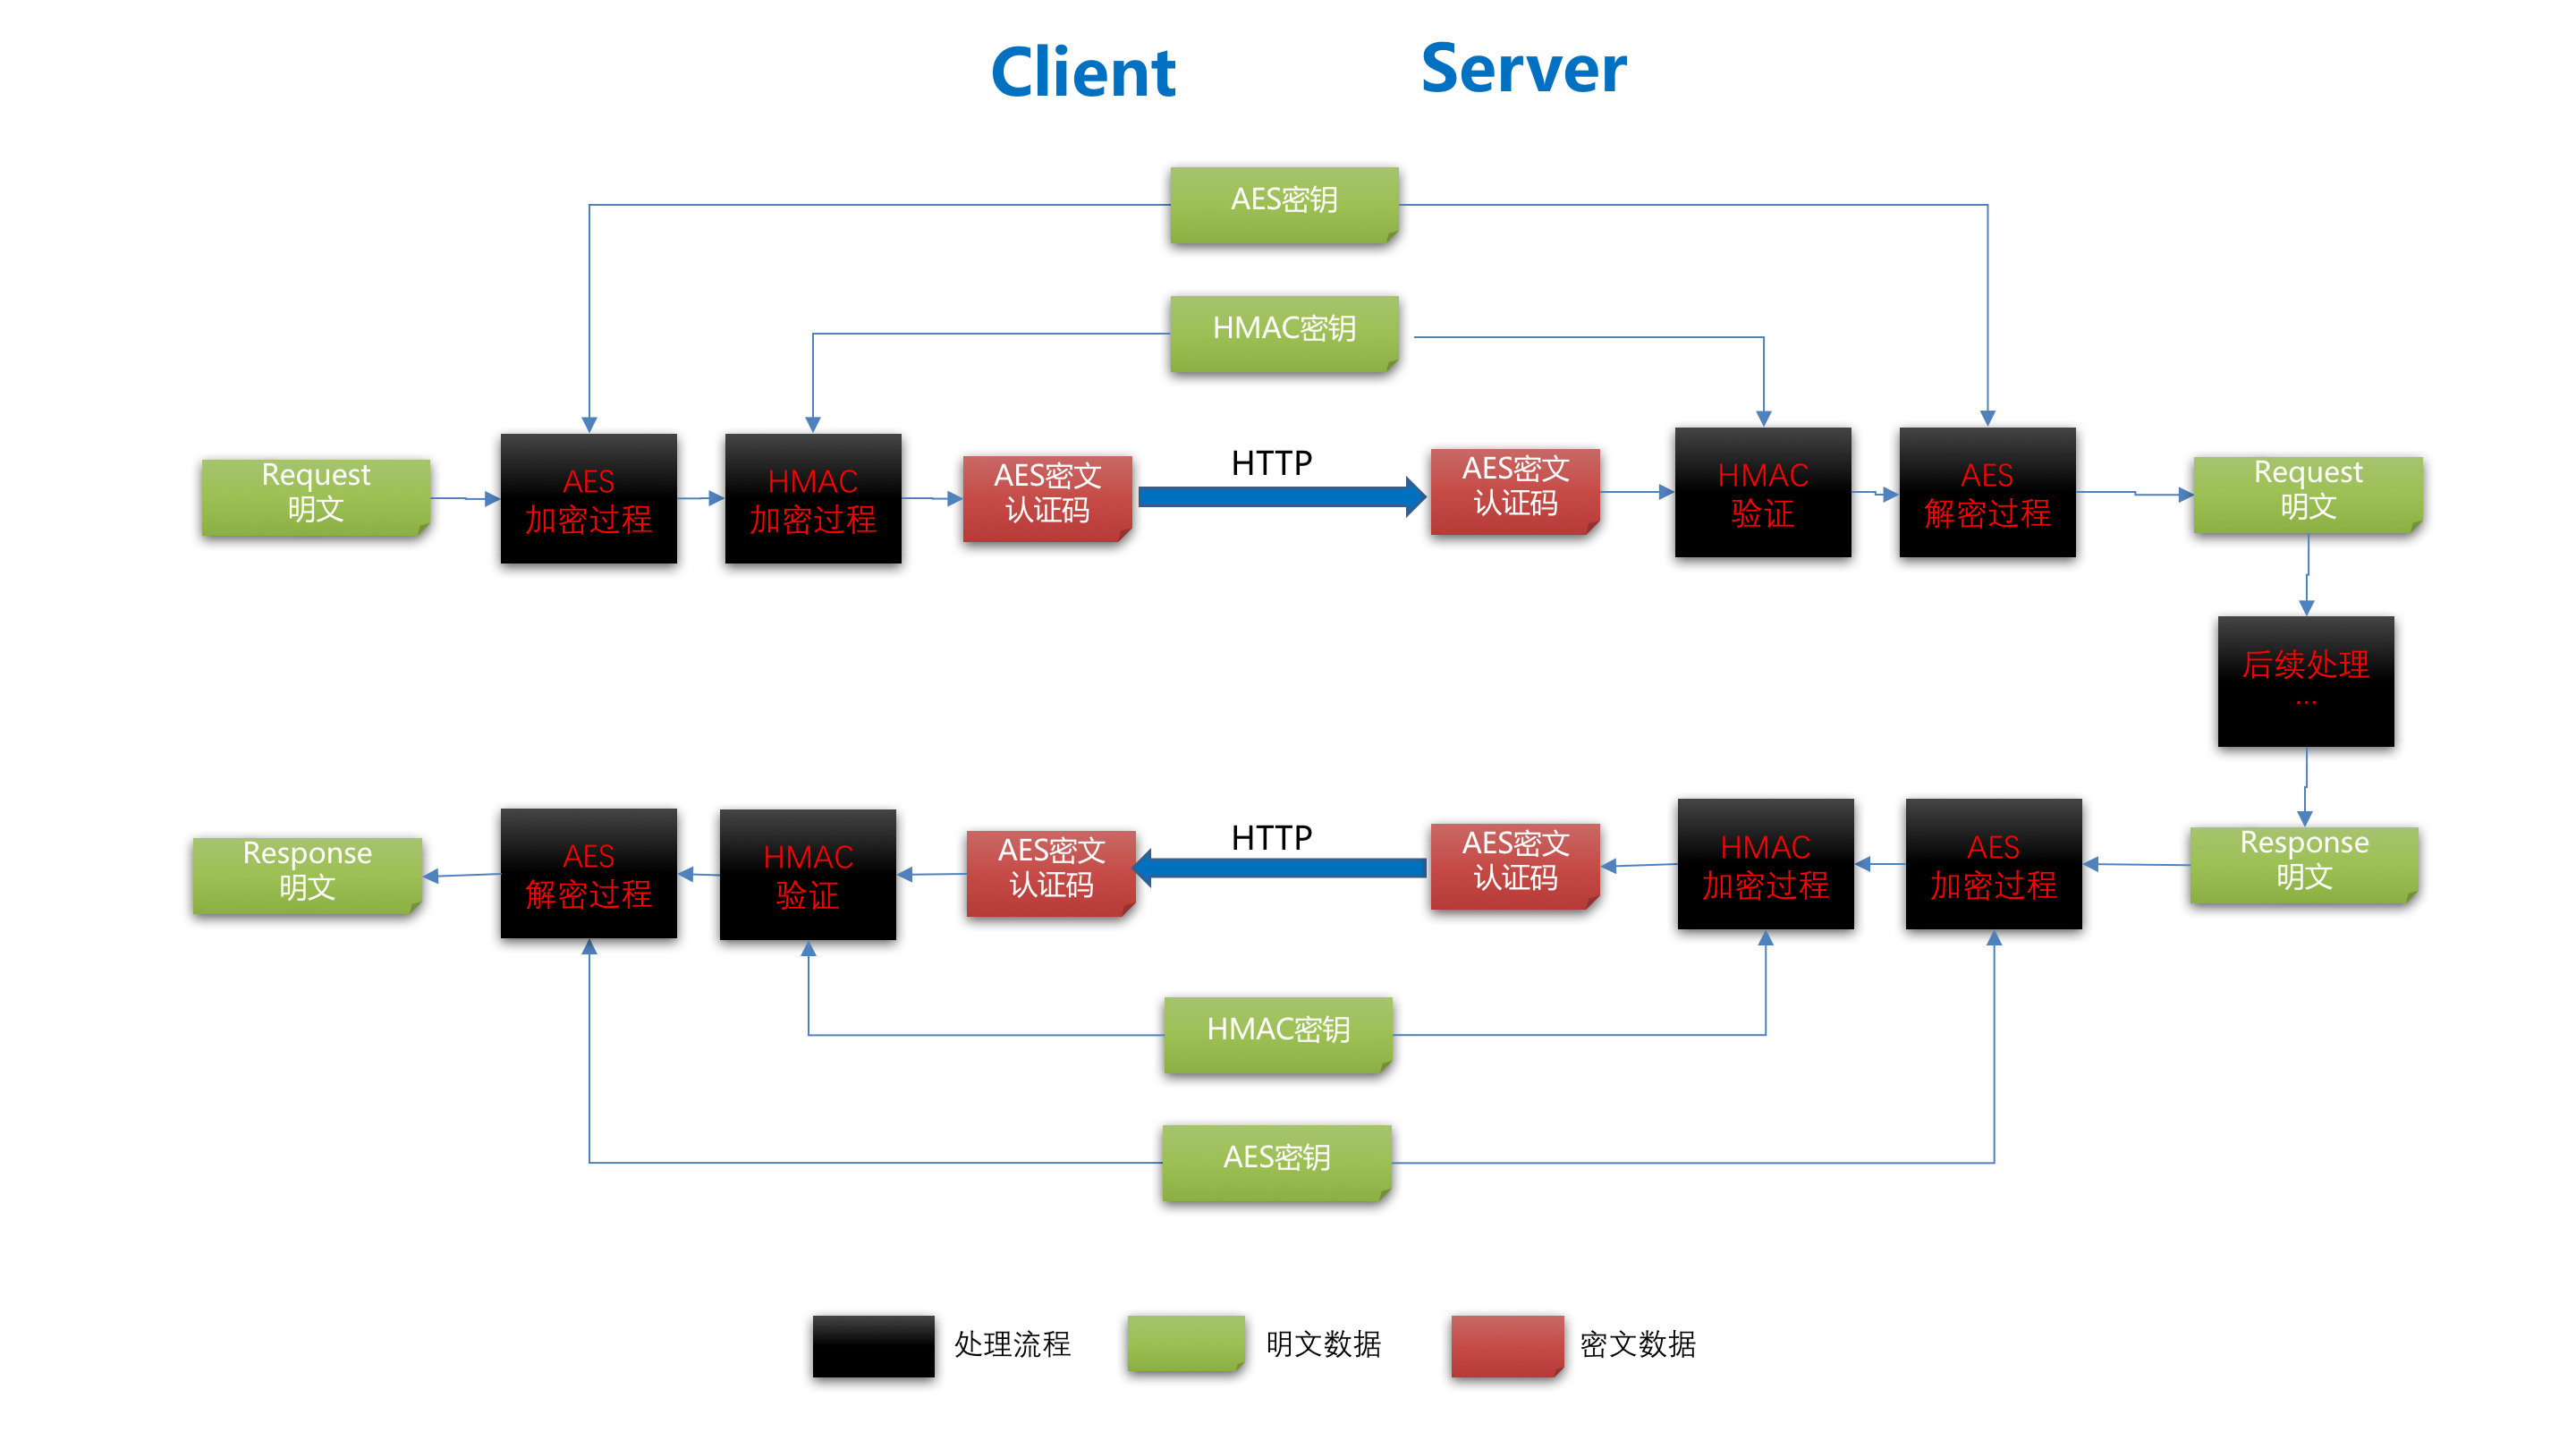 Client
Server
AES密钥
HMAC密钥
Request
明文
AES
加密过程
HMAC
加密过程
AES密文
认证码
HTTP
AES密文
认证码
HMAC
验证
AES
解密过程
Request
明文
后续处理
...
Response
明文
AES
解密过程
HMAC
验证
AES密文
认证码
HTTP
AES密文
认证码
HMAC
加密过程
AES
加密过程
Response
明文
HMAC密钥
AES密钥
处理流程
明文数据
密文数据